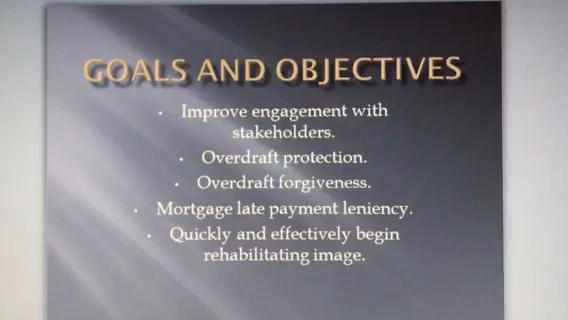 GOALS AND OBJECTIVES
• Improve engagement with
stakeholders.
• Overdraft protection.
• Overdraft forgiveness.
• Mortgage late payment leniency.
• Quickly and effectively begin
rehabilitating image.